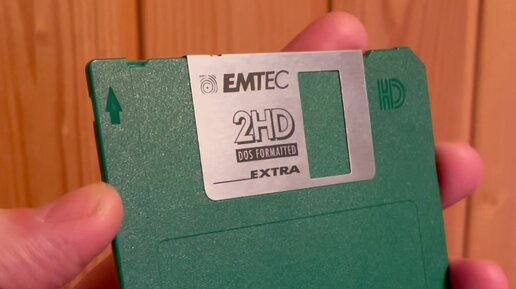 EMTEC
HD
2HD
DOS FORMATTED
EXTRA